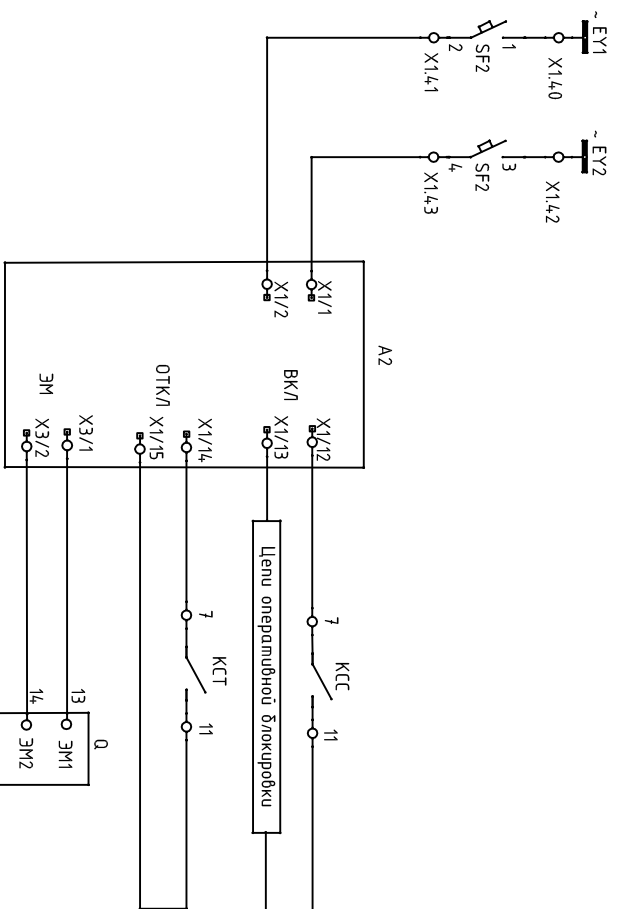 ~ EY1
X1.40
1
SF2
2
X1.41
~ EY2
X1.42
3
SF2
4
X1.43
A2
X1/1
X1/2
ВКЛ
X1/12
X1/13
ОТКЛ
X1/14
X1/15
ЭМ
X3/1
X3/2
7
КСС
11
Цепи оперативной блокировки
7
КСТ
11
Q
13
ЭМ1
14
ЭМ2